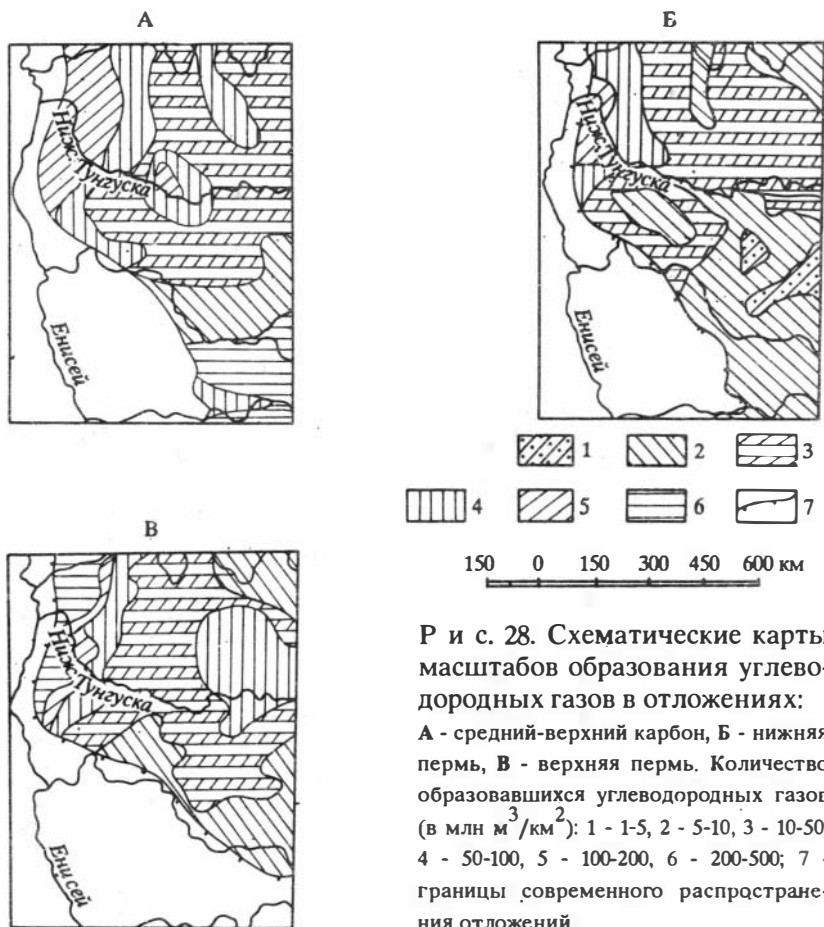 А
Б
Ниж. Тунгуска
Енисей
Ниж. Тунгуска
Енисей
1
2
3
4
5
6
7
150 0 150 300 450 600 км
В
Ниж. Тунгуска
Енисей
Р и с. 28. Схематические карты
масштабов образования углево-
дородных газов в отложениях:
А - средний-верхний карбон, Б - нижняя
пермь, В - верхняя пермь. Количество
образовавшихся углеводородных газов
(в млн м³/км²): 1 - 1-5, 2 - 5-10, 3 - 10-50
4 - 50-100, 5 - 100-200, 6 - 200-500; 7 -
границы современного распростране-
ния отложений